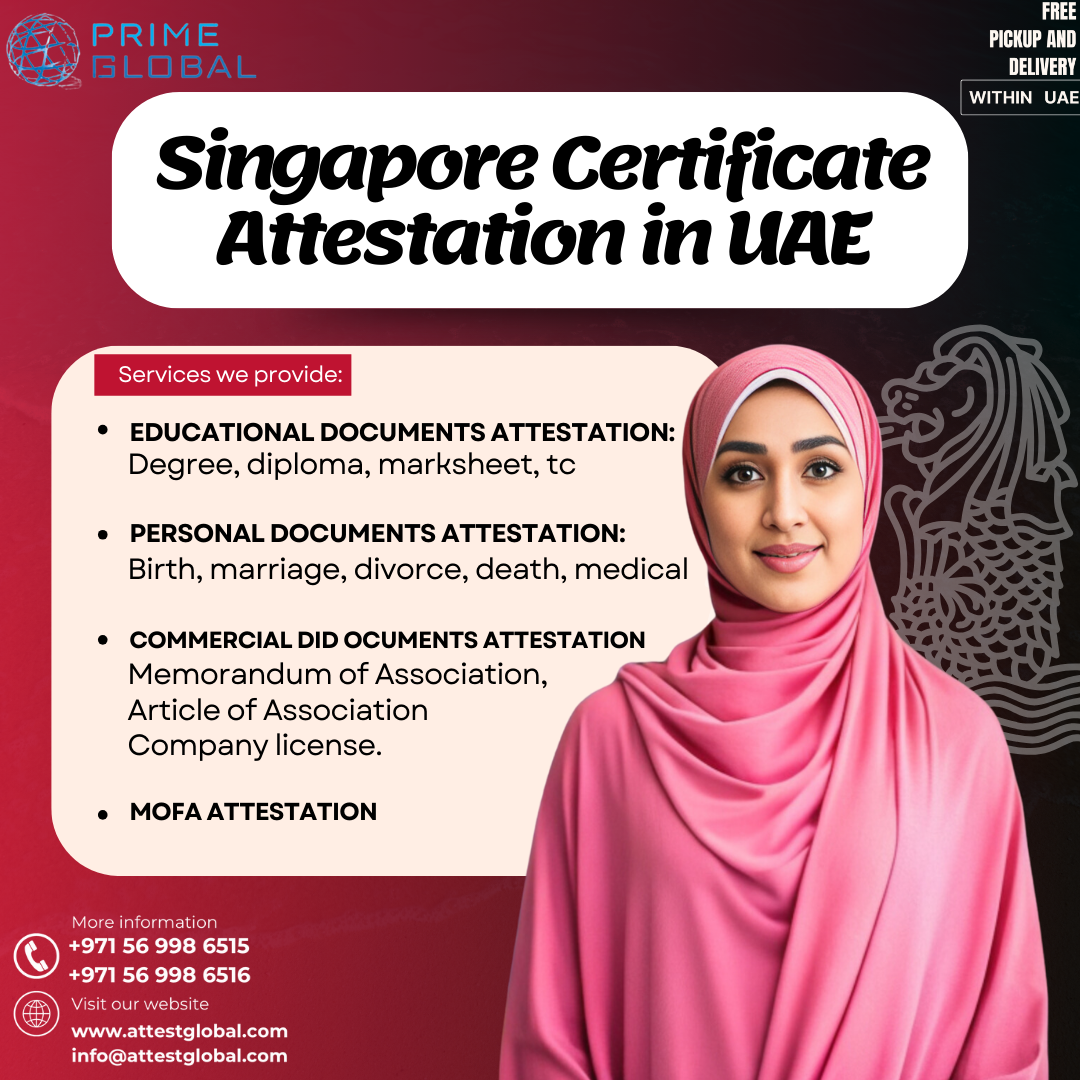 PRIME
GLOBAL
FREE
PICKUP AND
DELIVERY
WITHIN UAE
Singapore Certificate
Attestation in UAE
Services we provide:
• EDUCATIONAL DOCUMENTS ATTESTATION:
Degree, diploma, marksheet, tc
• PERSONAL DOCUMENTS ATTESTATION:
Birth, marriage, divorce, death, medical
• COMMERCIAL DID OCUMENTS ATTESTATION
Memorandum of Association,
Article of Association
Company license.
• MOFA ATTESTATION
More information
+971 56 998 6515
+971 56 998 6516
Visit our website
www.attestglobal.com
info@attestglobal.com